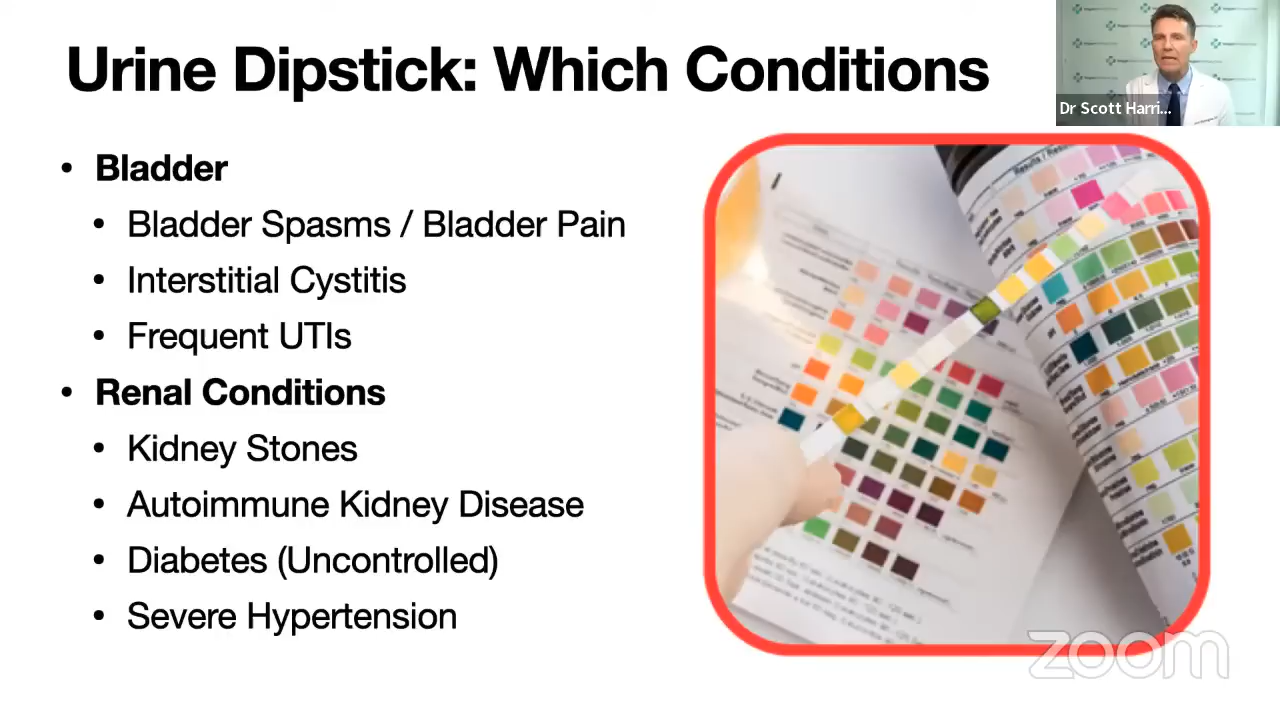 Urine Dipstick: Which Conditions
Dr Scott Harri...
• Bladder
• Bladder Spasms / Bladder Pain
• Interstitial Cystitis
• Frequent UTIs
• Renal Conditions
• Kidney Stones
• Autoimmune Kidney Disease
• Diabetes (Uncontrolled)
• Severe Hypertension
zoom